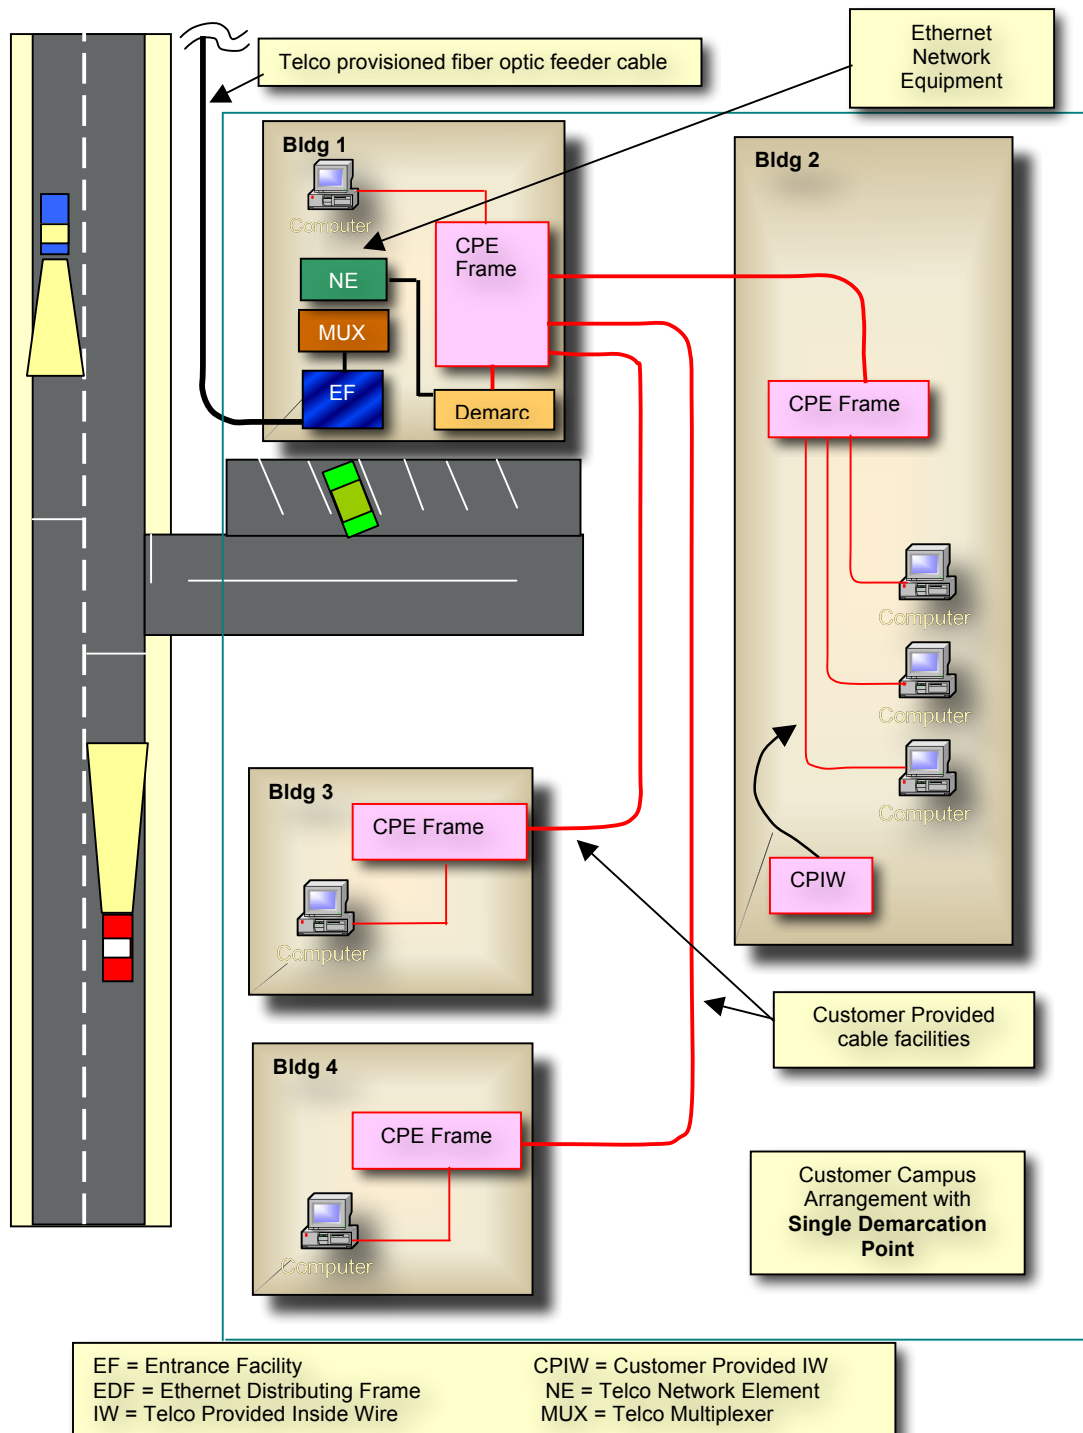 Telco provisioned fiber optic feeder cable
Ethernet
Network
Equipment
Bldg 1
Computer
CPE
Frame
NE
MUX
EF
Demarc
Bldg 2
CPE Frame
Computer
Computer
Computer
CPIW
Bldg 3
CPE Frame
Computer
Customer Provided
cable facilities
Bldg 4
CPE Frame
Computer
Customer Campus
Arrangement with
Single Demarcation
Point
EF = Entrance Facility
EDF = Ethernet Distributing Frame
IW = Telco Provided Inside Wire
CPIW = Customer Provided IW
NE = Telco Network Element
MUX = Telco Multiplexer